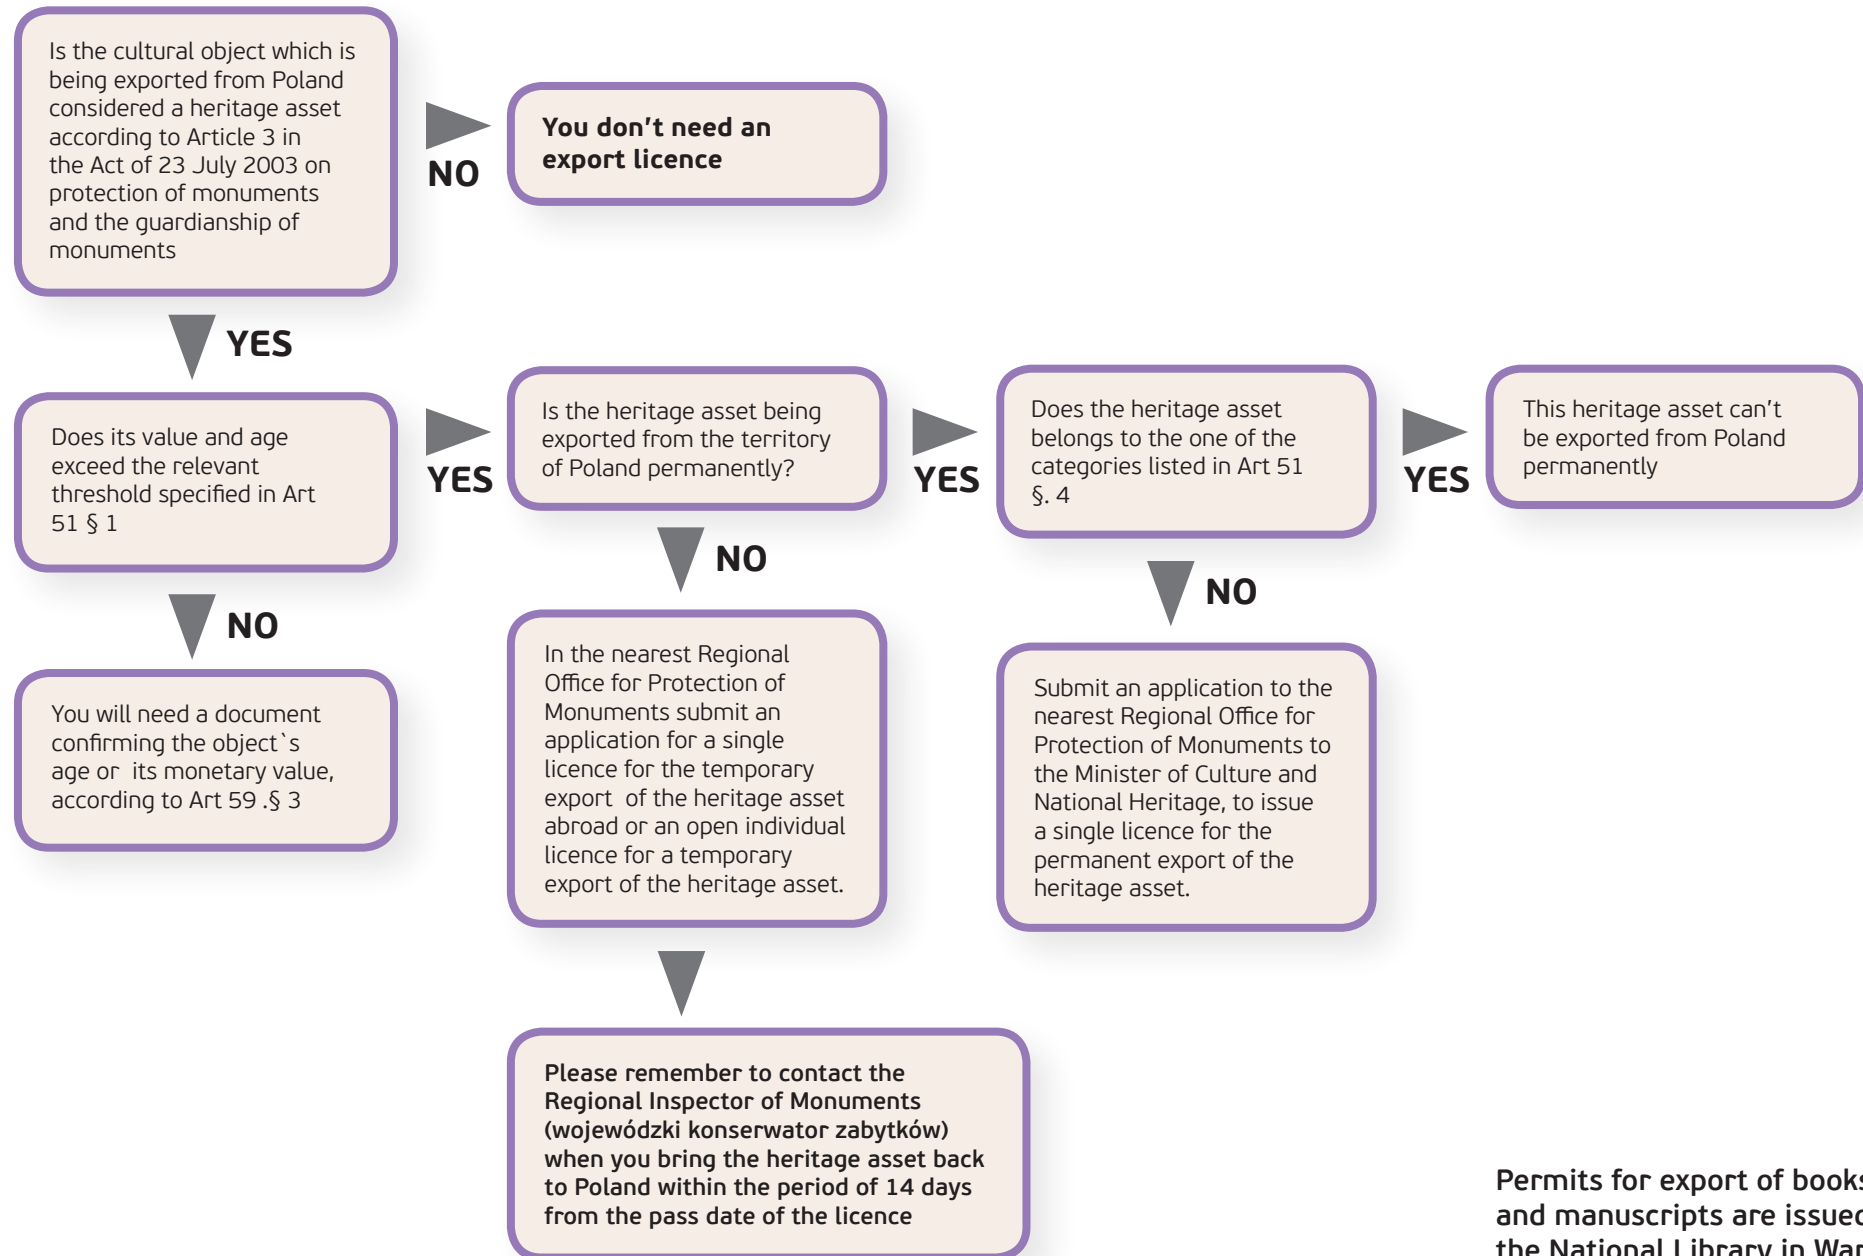 Is the cultural object which is
being exported from Poland
considered a heritage asset
according to Article 3 in
the Act of 23 July 2003 on
protection of monuments
and the guardianship of
monuments
NO
You don't need an
export licence
YES
Does its value and age
exceed the relevant
threshold specified in Art
51 § 1
YES
Is the heritage asset being
exported from the territory
of Poland permanently?
YES
Does the heritage asset
belongs to the one of the
categories listed in Art 51
§. 4
YES
This heritage asset can't
be exported from Poland
permanently
NO
You will need a document
confirming the object`s
age or its monetary value,
according to Art 59 .§ 3
NO
In the nearest Regional
Office for Protection of
Monuments submit an
application for a single
licence for the temporary
export of the heritage asset
abroad or an open individual
licence for a temporary
export of the heritage asset.
NO
Submit an application to the
nearest Regional Office for
Protection of Monuments to
the Minister of Culture and
National Heritage, to issue
a single licence for the
permanent export of the
heritage asset.
Please remember to contact the
Regional Inspector of Monuments
(wojewódzki konserwator zabytków)
when you bring the heritage asset back
to Poland within the period of 14 days
from the pass date of the licence
Permits for export of books
and manuscripts are issued
the National Library in